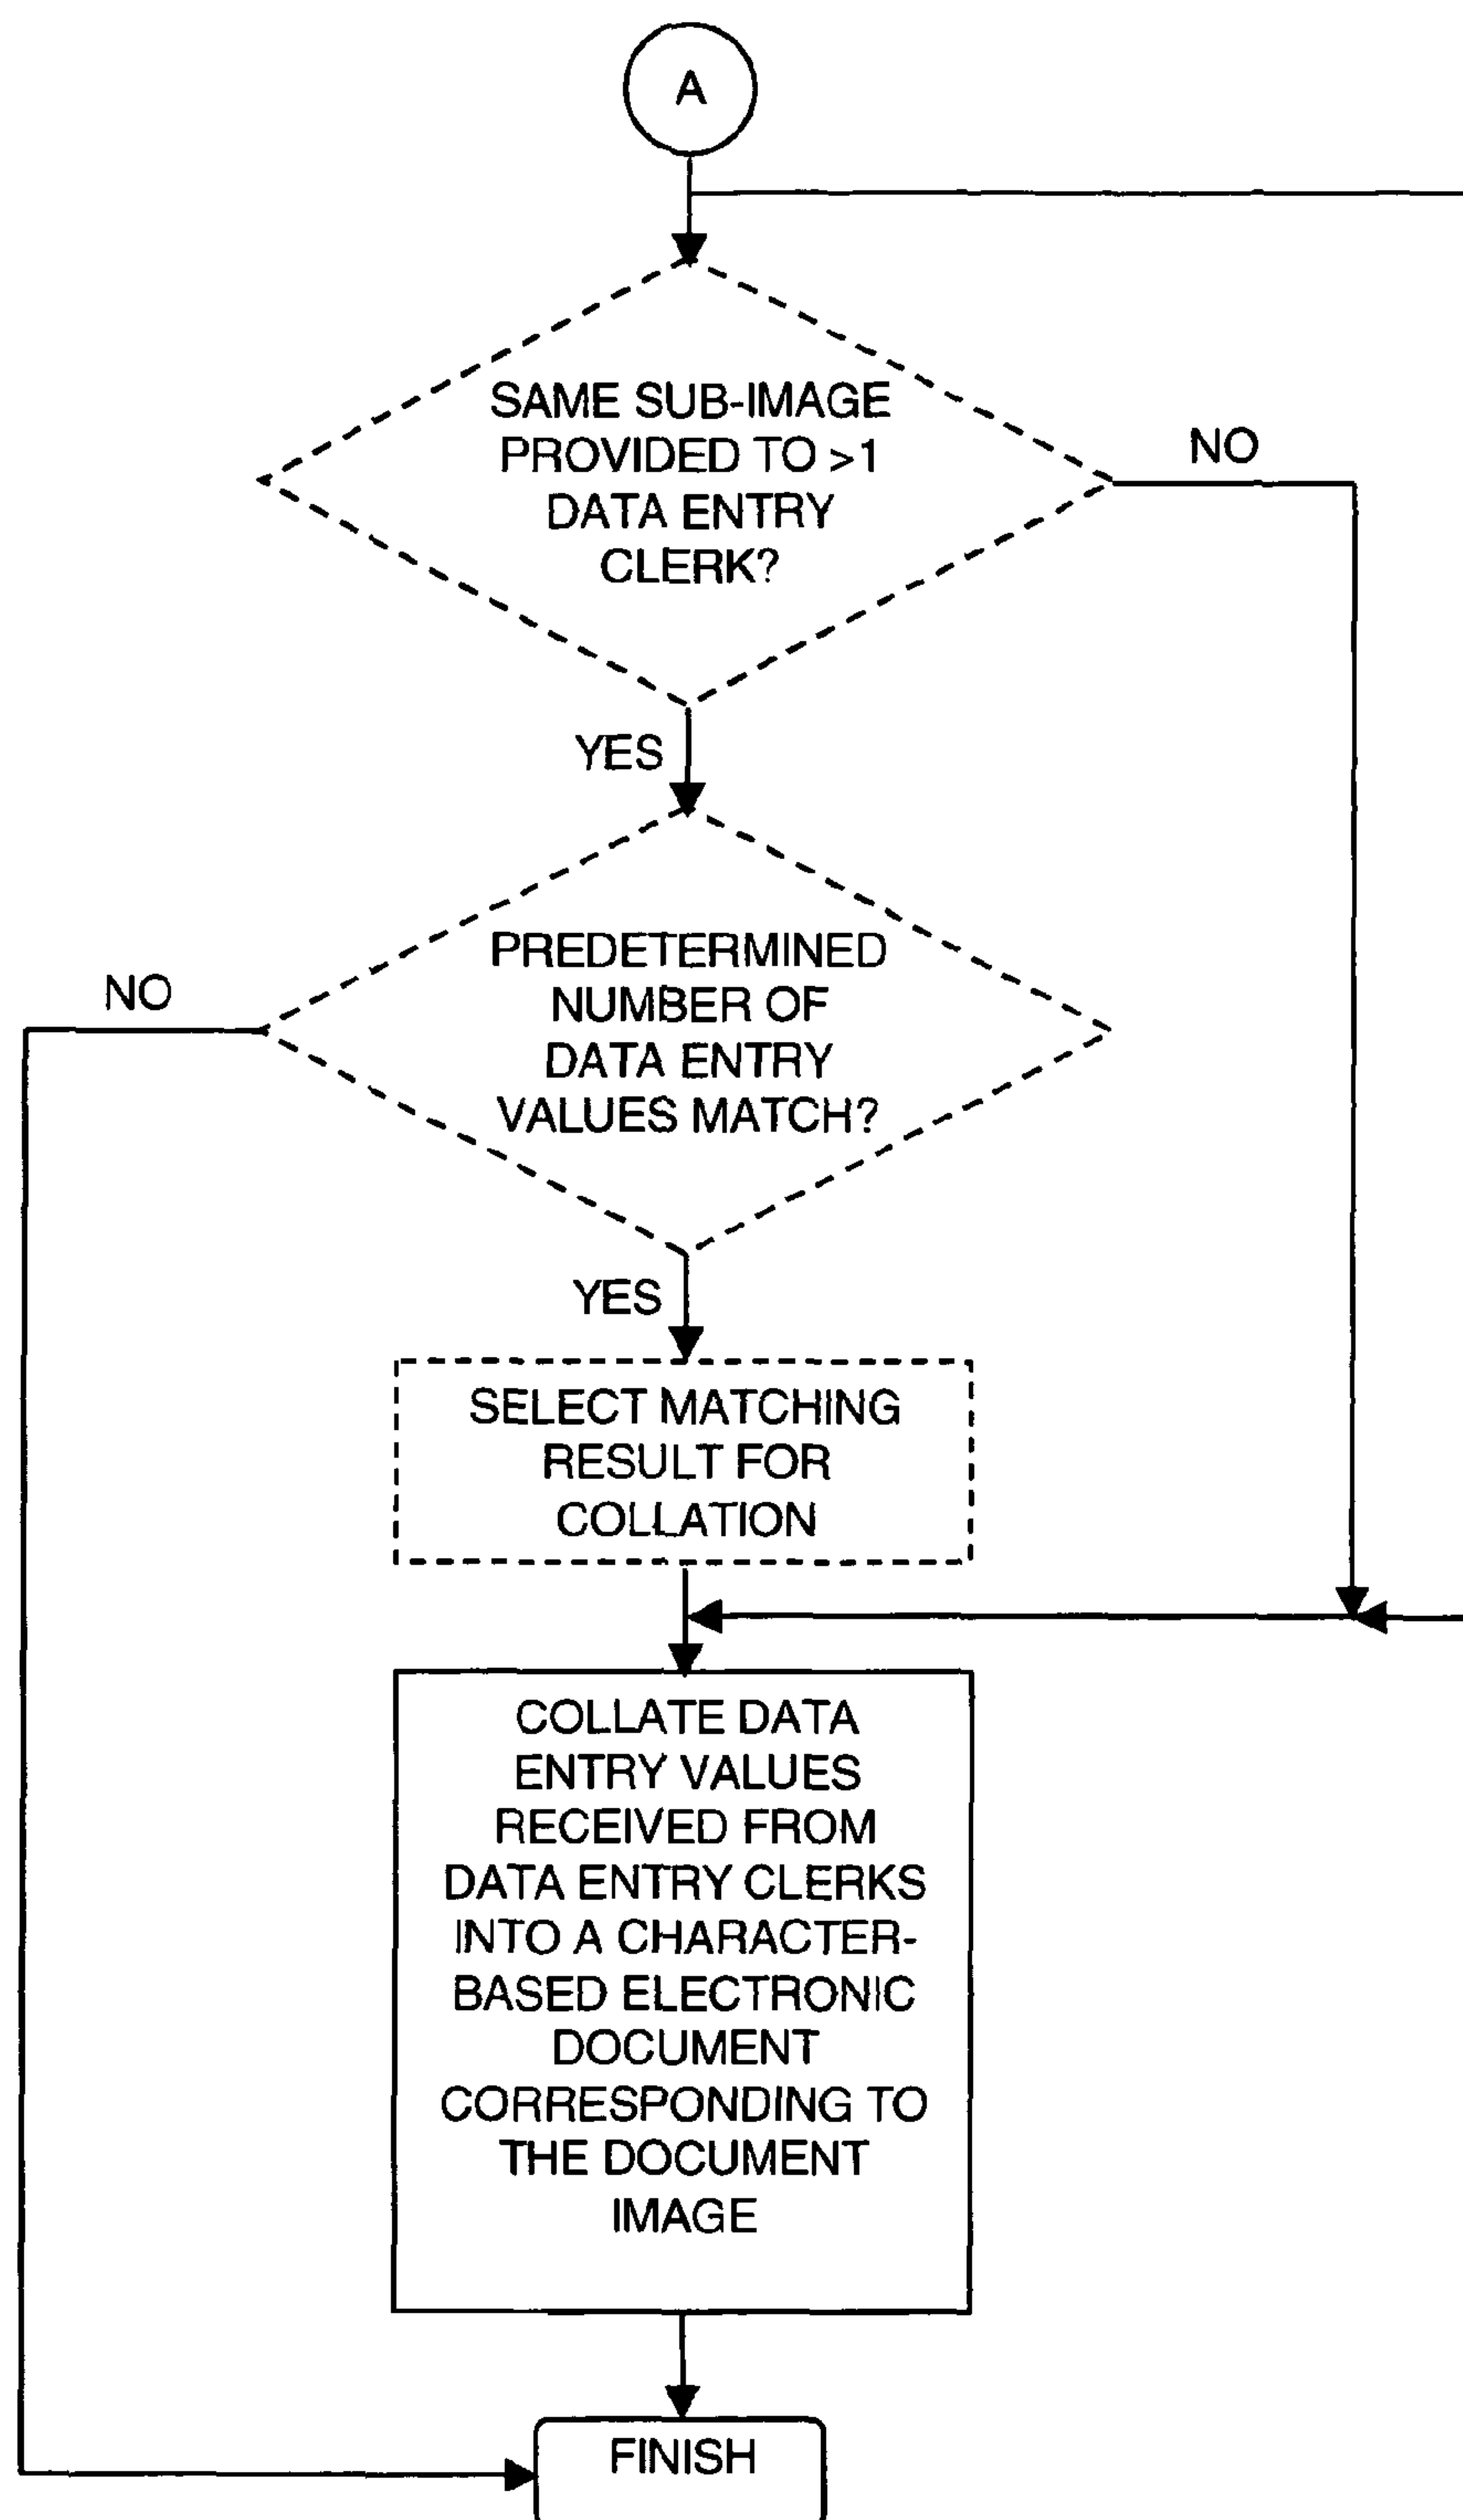 A
SAME SUB-IMAGE
PROVIDED TO >1
DATA ENTRY
CLERK?
NO
YES
PREDETERMINED
NUMBER OF
DATA ENTRY
VALUES MATCH?
NO
YES
SELECT MATCHING
RESULT FOR
COLLATION
COLLATE DATA
ENTRY VALUES
RECEIVED FROM
DATA ENTRY CLERKS
INTO A CHARACTER-
BASED ELECTRONIC
DOCUMENT
CORRESPONDING TO
THE DOCUMENT
IMAGE
FINISH